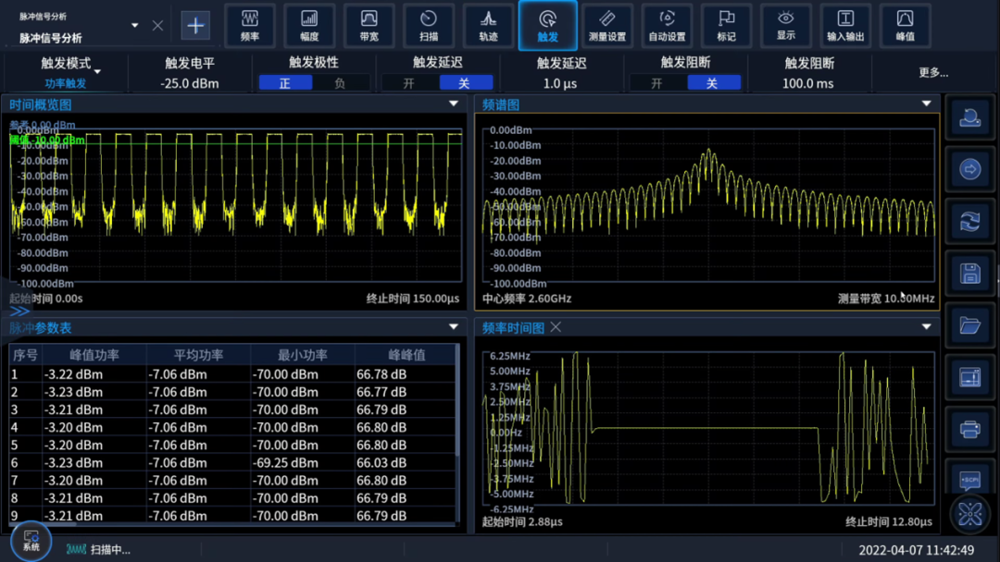 脉冲信号分析
脉冲信号分析
频率
幅度
带宽
扫描
轨迹
触发
测量设置
自动设置
标记
显示
输入输出
峰值
触发模式
功率触发
触发电平
-25.0 dBm
触发极性
正 负
触发延迟
开 关
触发延迟
1.0 µs
触发阻断
开 关
触发阻断
100.0 ms
更多...
时间概览图
参考 0.00 dBm
0.00dBm
阈值 -10.00 dBm
-10.00dBm
-20.00dBm
-30.00dBm
-40.00dBm
-50.00dBm
-60.00dBm
-70.00dBm
-80.00dBm
-90.00dBm
-100.00dBm
起始时间 0.00s
终止时间 150.00µs
频谱图
0.00dBm
-10.00dBm
-20.00dBm
-30.00dBm
-40.00dBm
-50.00dBm
-60.00dBm
-70.00dBm
-80.00dBm
-90.00dBm
-100.00dBm
中心频率 2.60GHz
测量带宽 10.00MHz
脉冲参数表
序号 峰值功率 平均功率 最小功率 峰峰值
1 -3.22 dBm -7.06 dBm -70.00 dBm 66.78 dB
2 -3.23 dBm -7.06 dBm -70.00 dBm 66.77 dB
3 -3.21 dBm -7.06 dBm -70.00 dBm 66.79 dB
4 -3.20 dBm -7.06 dBm -70.00 dBm 66.80 dB
5 -3.20 dBm -7.06 dBm -70.00 dBm 66.80 dB
6 -3.23 dBm -7.06 dBm -69.25 dBm 66.03 dB
7 -3.20 dBm -7.06 dBm -70.00 dBm 66.80 dB
8 -3.21 dBm -7.06 dBm -70.00 dBm 66.79 dB
9 -3.21 dBm -7.06 dBm -70.00 dBm 66.79 dB
频率时间图
6.25MHz
5.00MHz
3.75MHz
2.50MHz
1.25MHz
0.00Hz
-1.25MHz
-2.50MHz
-3.75MHz
-5.00MHz
-6.25MHz
起始时间 2.88µs
终止时间 12.80µs
SCPI
系统
扫描中...
2022-04-07 11:42:49